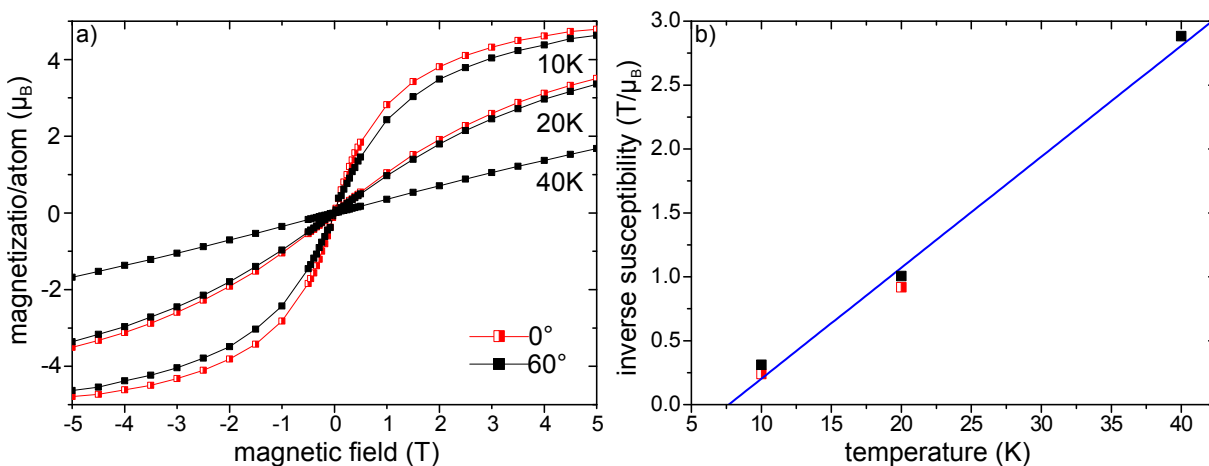 a)
magnetizatio/atom (μB)
4
2
0
-2
-4
10K
20K
40K
0°
60°
-5 -4 -3 -2 -1 0 1 2 3 4 5
magnetic field (T)
b)
inverse susceptibility (T/μB)
3.0
2.5
2.0
1.5
1.0
0.5
0.0
5 10 15 20 25 30 35 40
temperature (K)